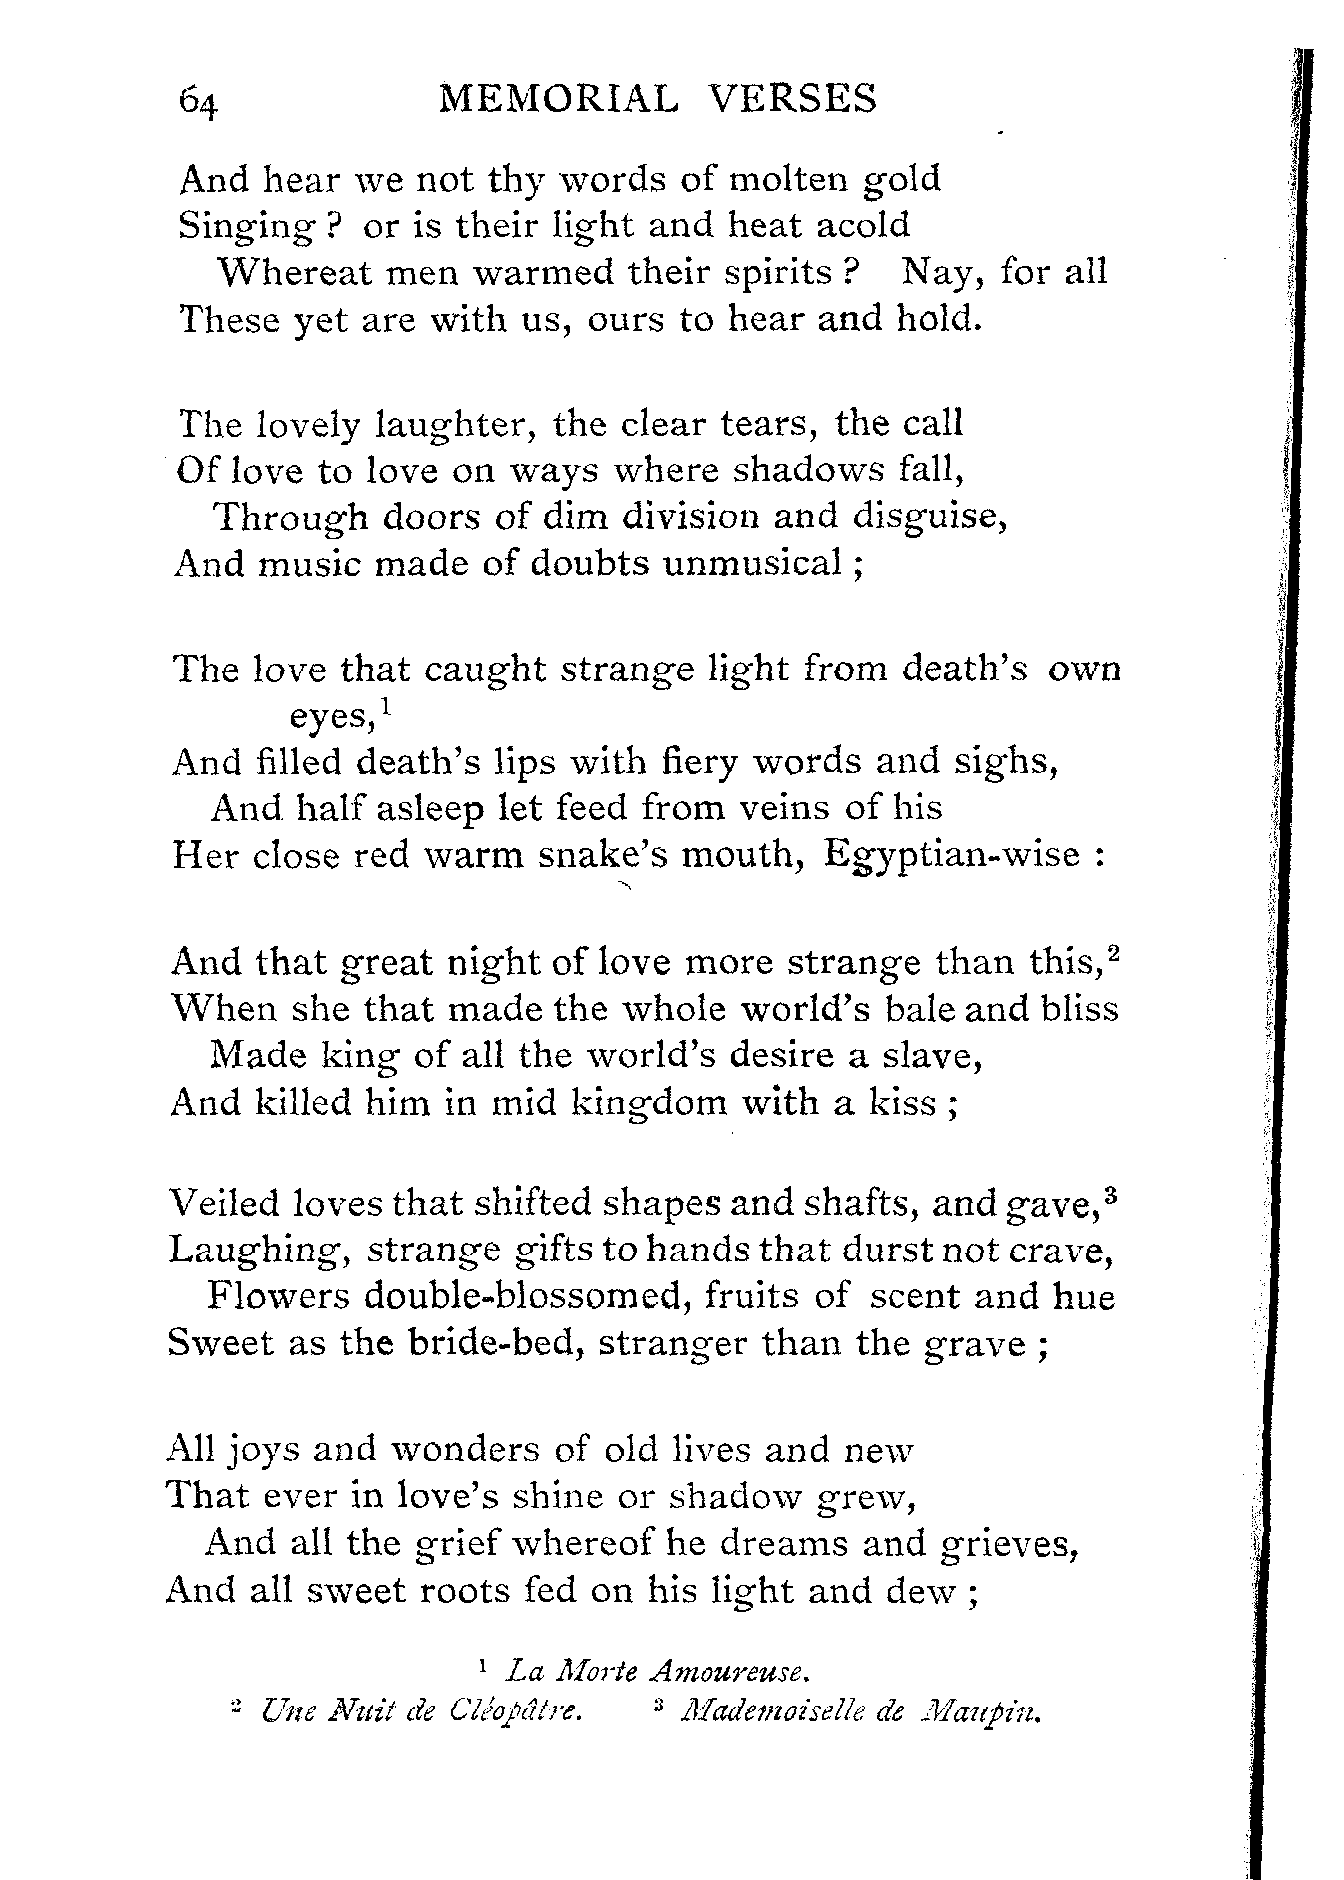 64 MEMORIAL VERSES
And hear we not thy words of molten gold
Singing ? or is their light and heat acold
Whereat men warmed their spirits ? Nay, for all
These yet are with us, ours to hear and hold.
The lovely laughter, the clear tears, the call
Of love to love on ways where shadows fall,
Through doors of dim division and disguise,
And music made of doubts unmusical ;
The love that caught strange light from death's own
eyes,¹
And filled death's lips with fiery words and sighs,
And half asleep let feed from veins of his
Her close red warm snake's mouth, Egyptian-wise :
And that great night of love more strange than this,²
When she that made the whole world's bale and bliss
Made king of all the world's desire a slave,
And killed him in mid kingdom with a kiss ;
Veiled loves that shifted shapes and shafts, and gave,³
Laughing, strange gifts to hands that durst not crave,
Flowers double-blossomed, fruits of scent and hue
Sweet as the bride-bed, stranger than the grave ;
All joys and wonders of old lives and new
That ever in love's shine or shadow grew,
And all the grief whereof he dreams and grieves,
And all sweet roots fed on his light and dew ;
¹ La Morte Amoureuse.
² Une Nuit de Cléopâtre. ³ Mademoiselle de Maupin.